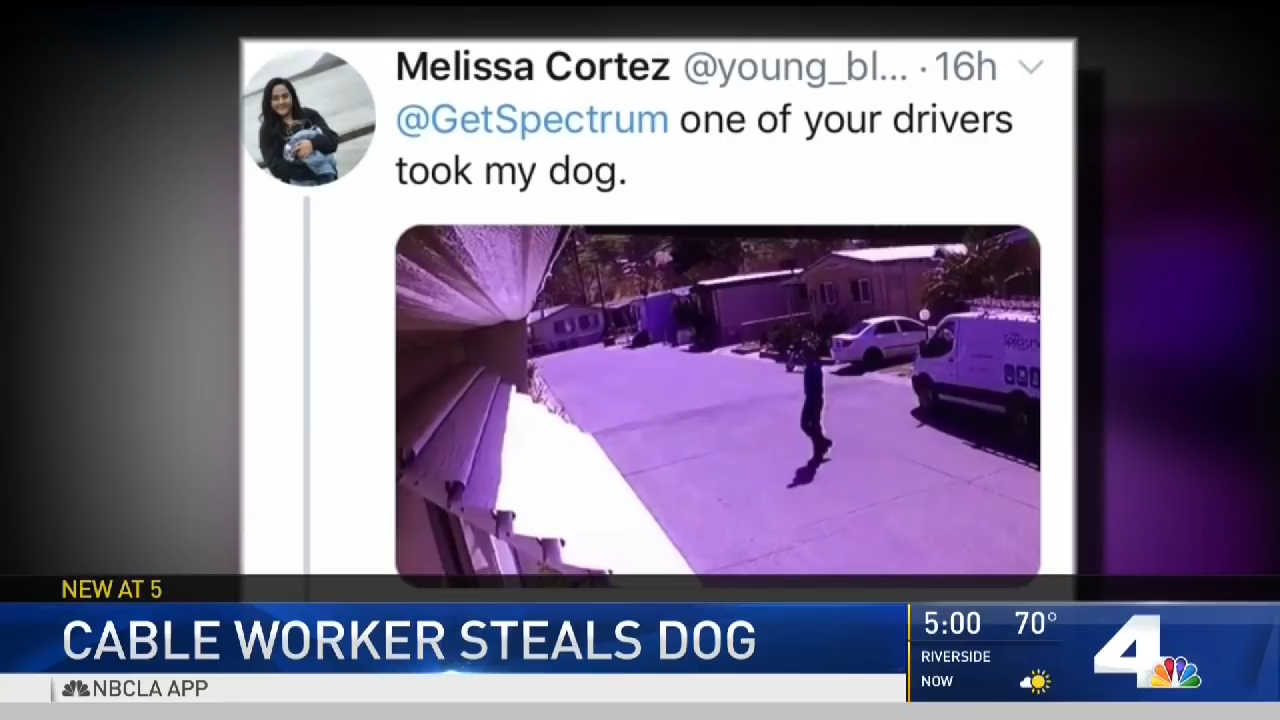 Melissa Cortez @young_bl... · 16h
@GetSpectrum one of your drivers
took my dog.
Spectrum
NEW AT 5
CABLE WORKER STEALS DOG
NBCLA APP
5:00 70°
RIVERSIDE
NOW
4